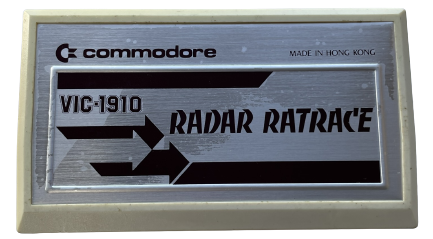 commodore
MADE IN HONG KONG
VIC-1910
RADAR RATRACE